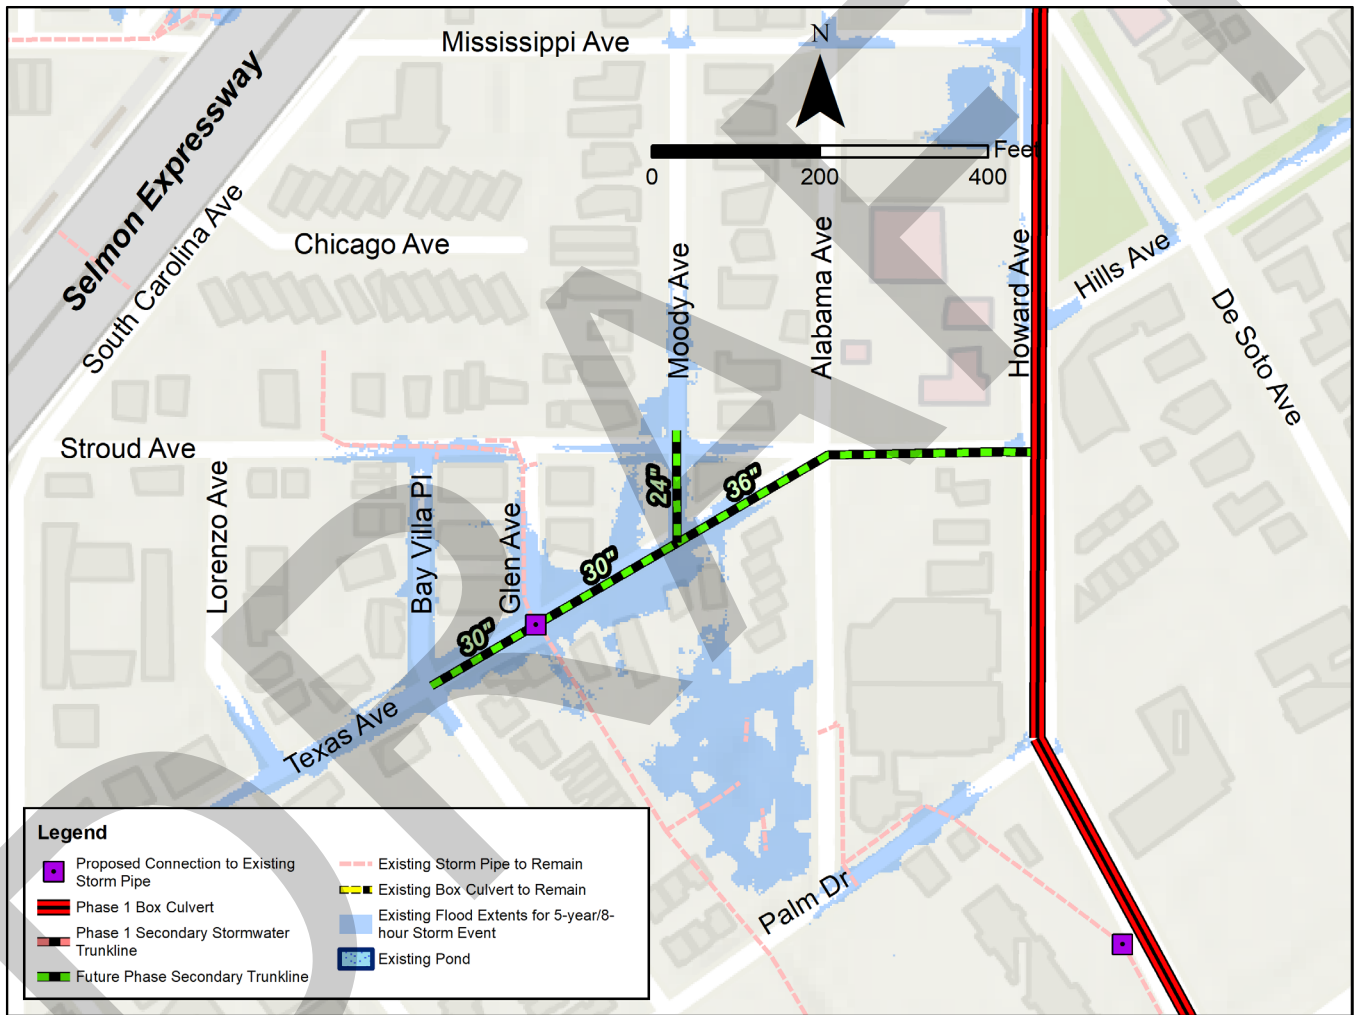 Mississippi Ave
N
Feet
0 200 400
Selmon Expressway
South Carolina Ave
Chicago Ave
Moody Ave
Alabama Ave
Howard Ave
Hills Ave
De Soto Ave
Stroud Ave
Lorenzo Ave
Bay Villa Pl
Glen Ave
24"
36"
30"
30"
Texas Ave
Palm Dr
DRAFT
Legend
Proposed Connection to Existing
Storm Pipe
Phase 1 Box Culvert
Phase 1 Secondary Stormwater
Trunkline
Future Phase Secondary Trunkline
Existing Storm Pipe to Remain
Existing Box Culvert to Remain
Existing Flood Extents for 5-year/8-
hour Storm Event
Existing Pond